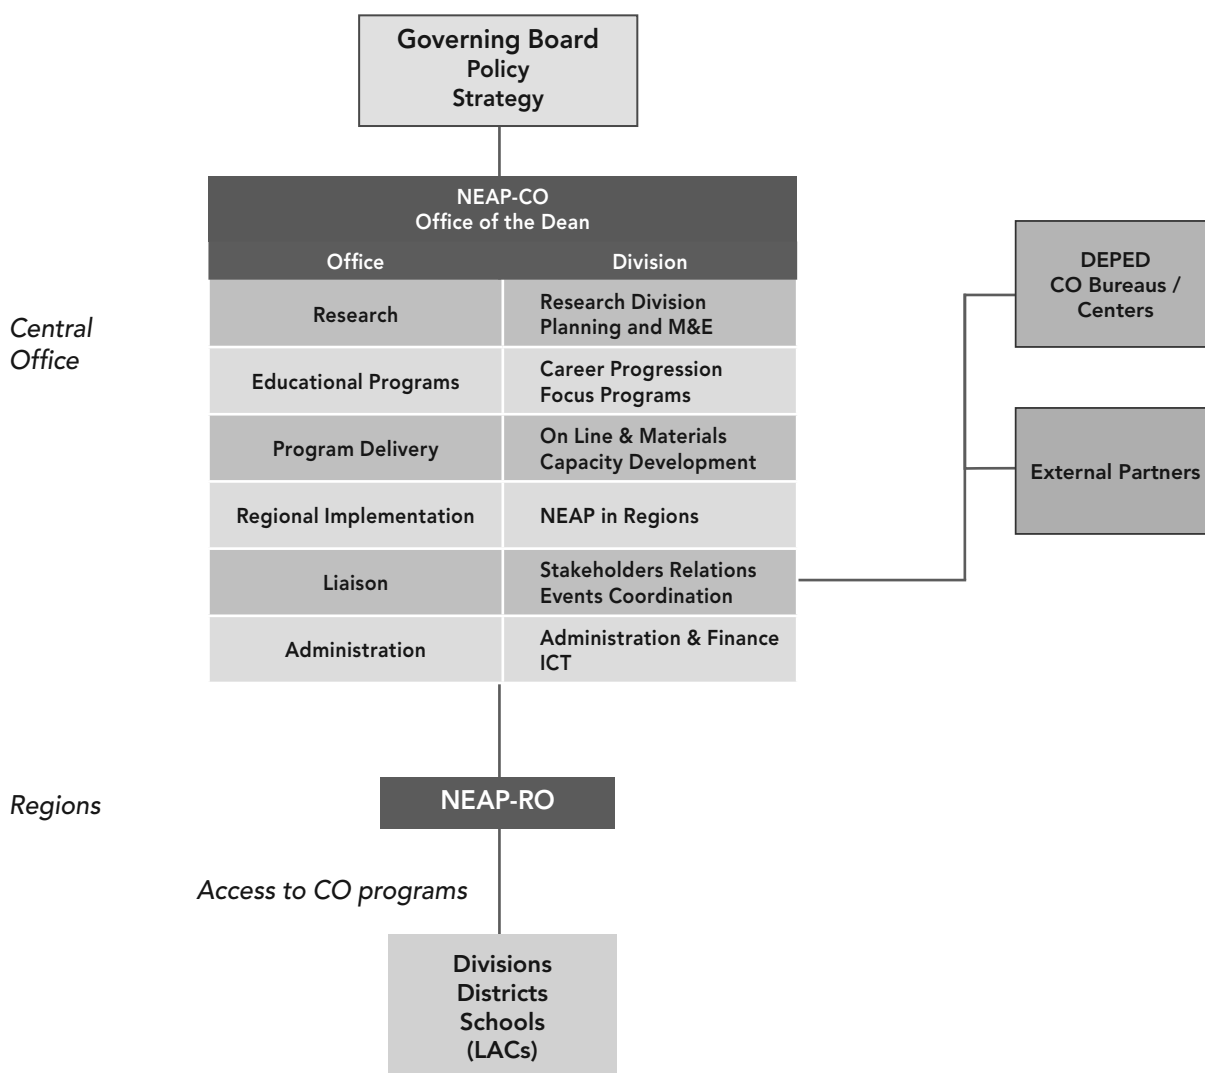 Governing Board
Policy
Strategy
NEAP-CO
Office of the Dean
Office
Division
Central
Office
Research
Research Division
Planning and M&E
Educational Programs
Career Progression
Focus Programs
Program Delivery
On Line & Materials
Capacity Development
Regional Implementation
NEAP in Regions
Liaison
Stakeholders Relations
Events Coordination
Administration
Administration & Finance
ICT
DEPED
CO Bureaus /
Centers
External Partners
Regions
NEAP-RO
Access to CO programs
Divisions
Districts
Schools
(LACs)